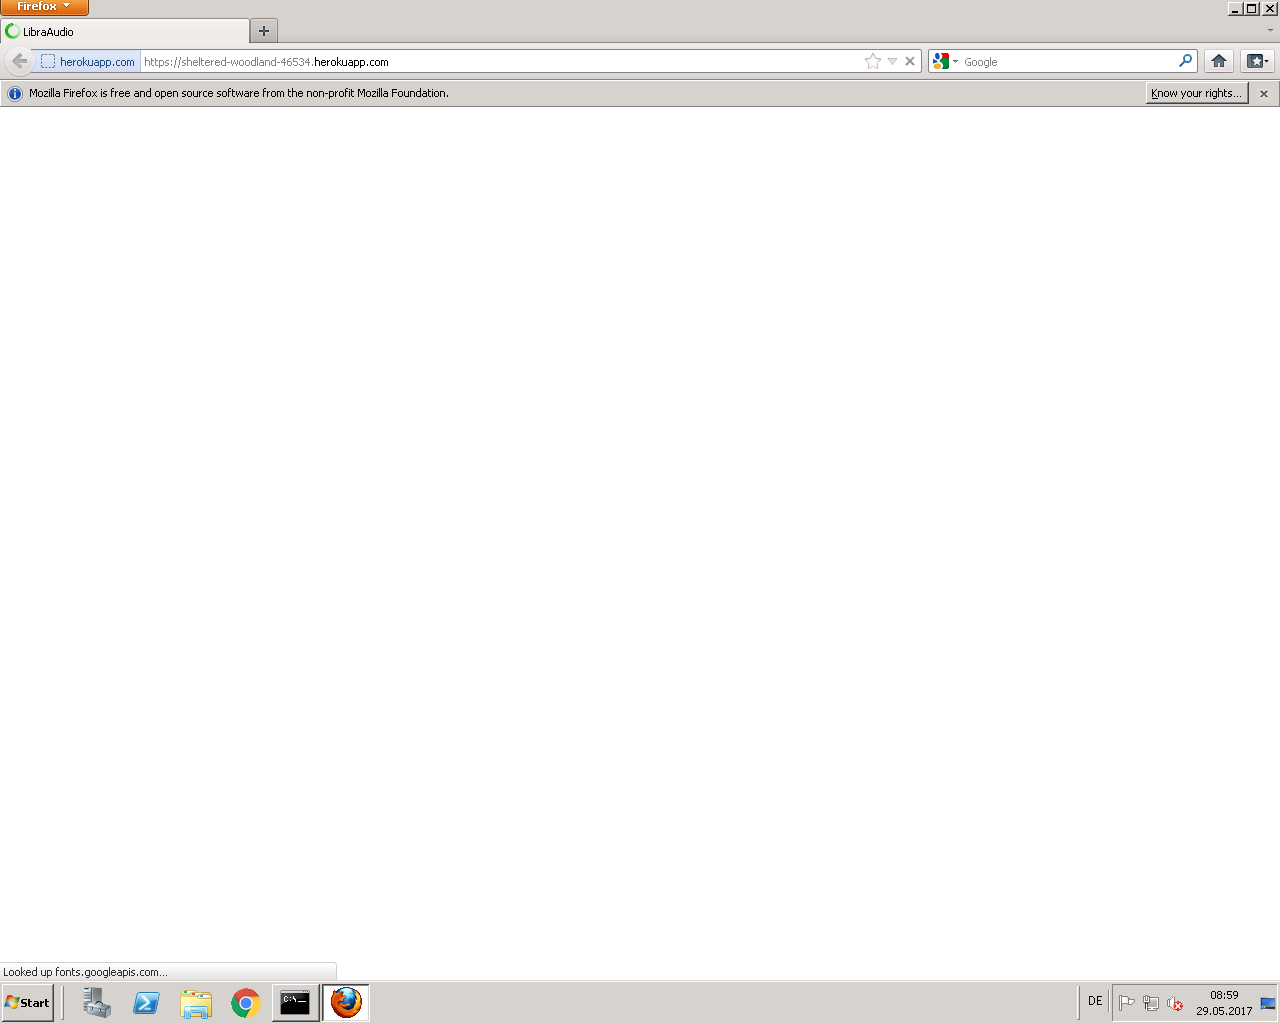 Firefox
LibraAudio
herokuapp.com https://sheltered-woodland-46534.herokuapp.com Google
Mozilla Firefox is free and open source software from the non-profit Mozilla Foundation. Know your rights...
Looked up fonts.googleapis.com...
Start C:\ DE 08:59
29.05.2017